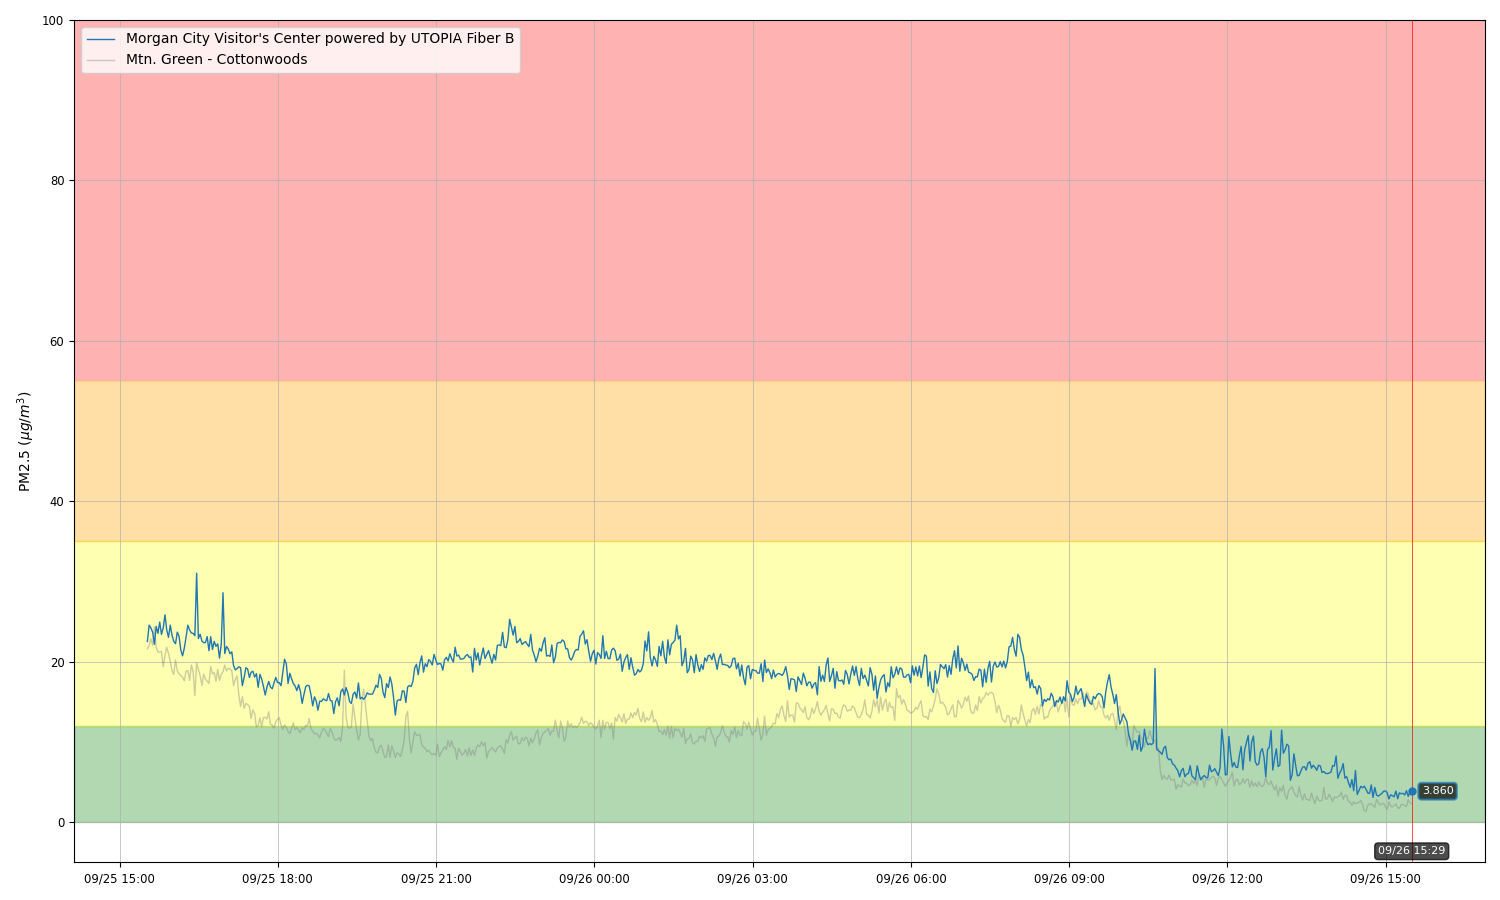 100
Morgan City Visitor's Center powered by UTOPIA Fiber B
Mtn. Green - Cottonwoods
80
60
40
20
0
PM2.5 (μg/m³)
3.860
09/26 15:29
09/25 15:00 09/25 18:00 09/25 21:00 09/26 00:00 09/26 03:00 09/26 06:00 09/26 09:00 09/26 12:00 09/26 15:00